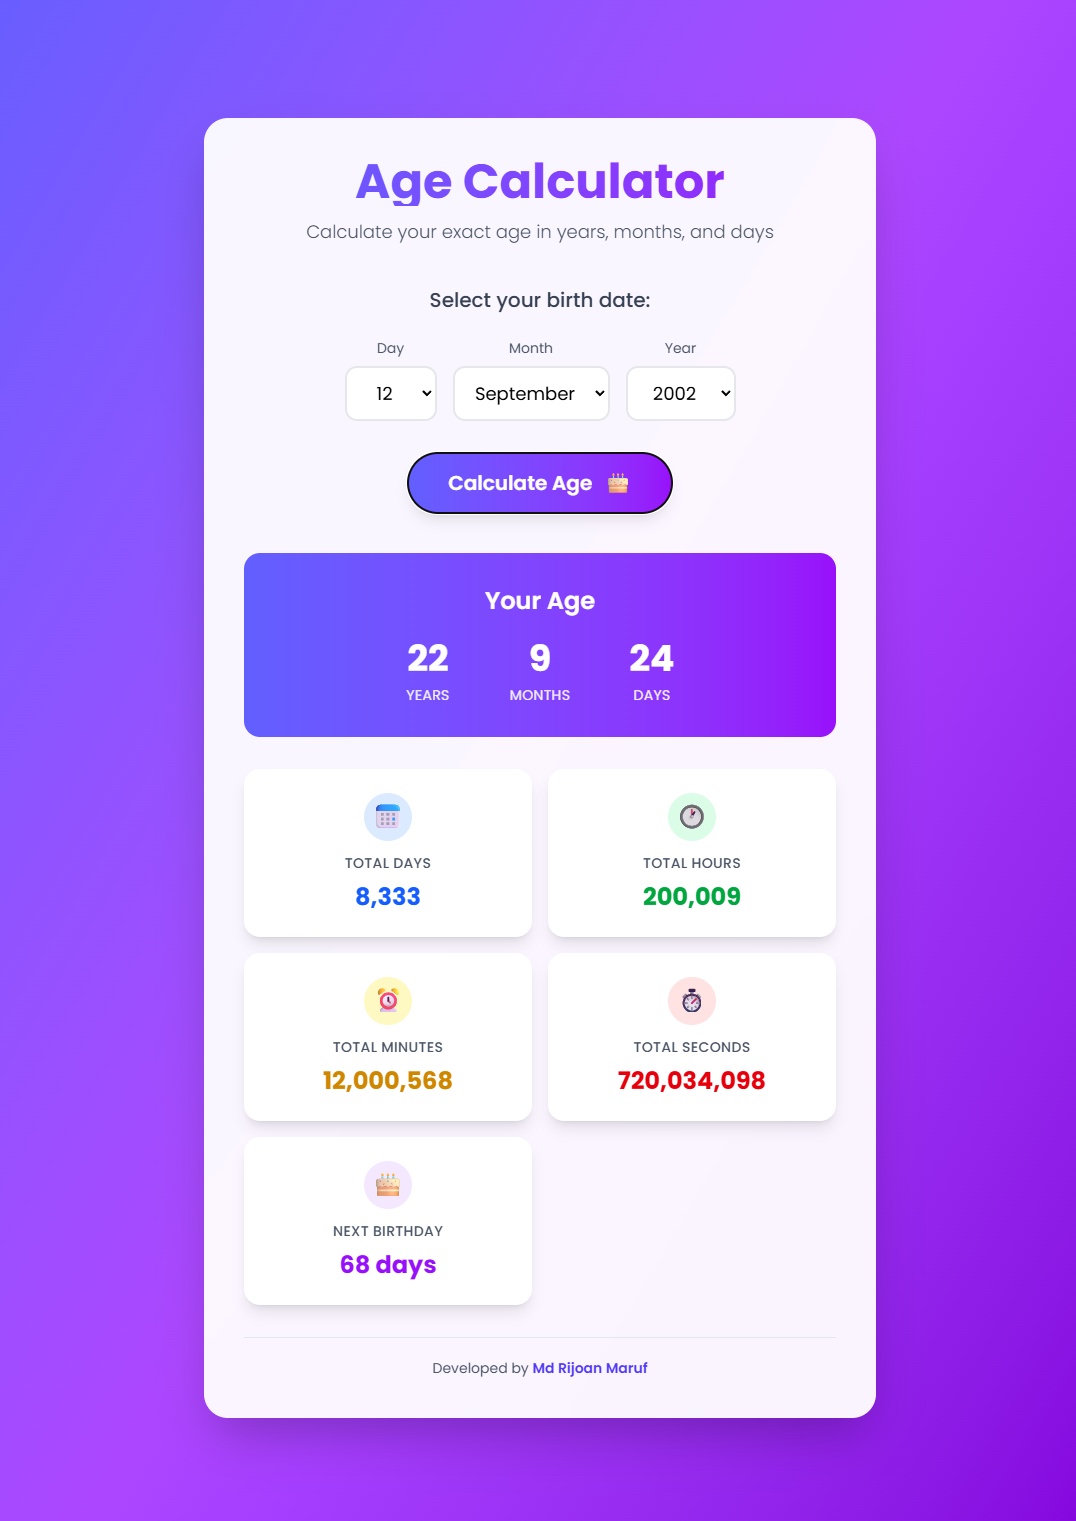 Age Calculator
Calculate your exact age in years, months, and days
Select your birth date:
Day Month Year
12 September 2002
Calculate Age
Your Age
22 9 24
YEARS MONTHS DAYS
TOTAL DAYS
8,333
TOTAL HOURS
200,009
TOTAL MINUTES
12,000,568
TOTAL SECONDS
720,034,098
NEXT BIRTHDAY
68 days
Developed by Md Rijoan Maruf